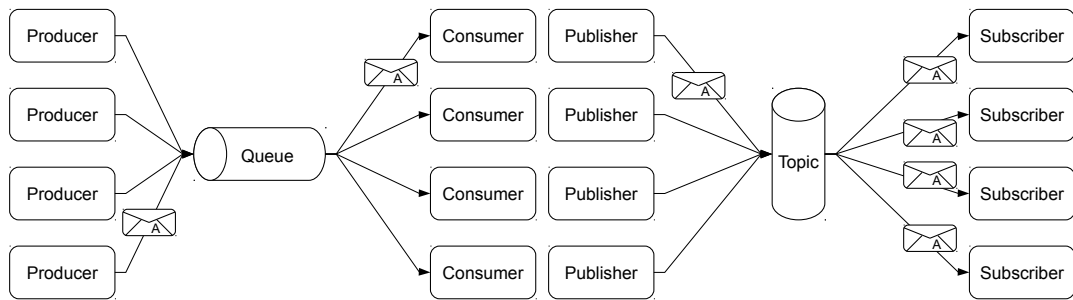 Producer
Producer
Producer
Producer
A
Queue
A
Consumer
Consumer
Consumer
Consumer
Publisher
Publisher
Publisher
Publisher
A
Topic
A
A
A
A
Subscriber
Subscriber
Subscriber
Subscriber